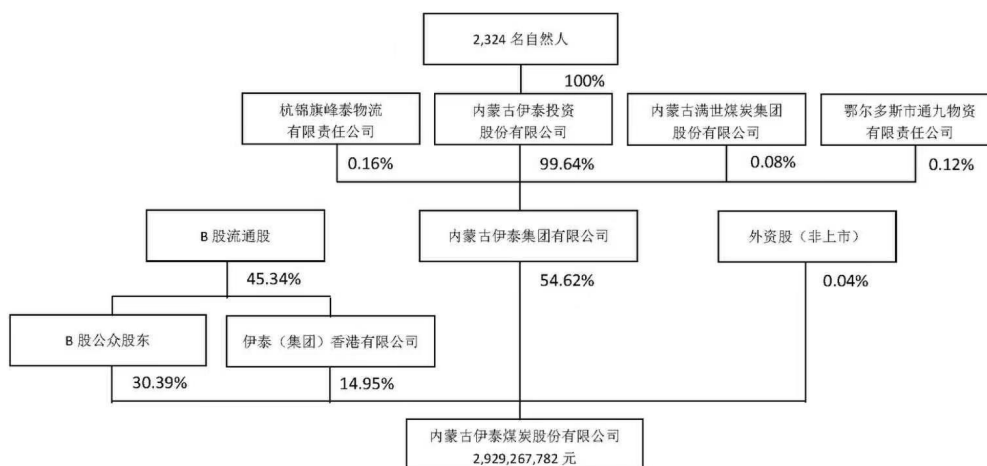 2,324 名自然人
100%
杭锦旗峰泰物流
有限责任公司
内蒙古伊泰投资
股份有限公司
内蒙古满世煤炭集团
股份有限公司
鄂尔多斯市通九物资
有限责任公司
0.16%
99.64%
0.08%
0.12%
B 股流通股
内蒙古伊泰集团有限公司
外资股（非上市）
45.34%
54.62%
0.04%
B 股公众股东
伊泰（集团）香港有限公司
30.39%
14.95%
内蒙古伊泰煤炭股份有限公司
2,929,267,782 元